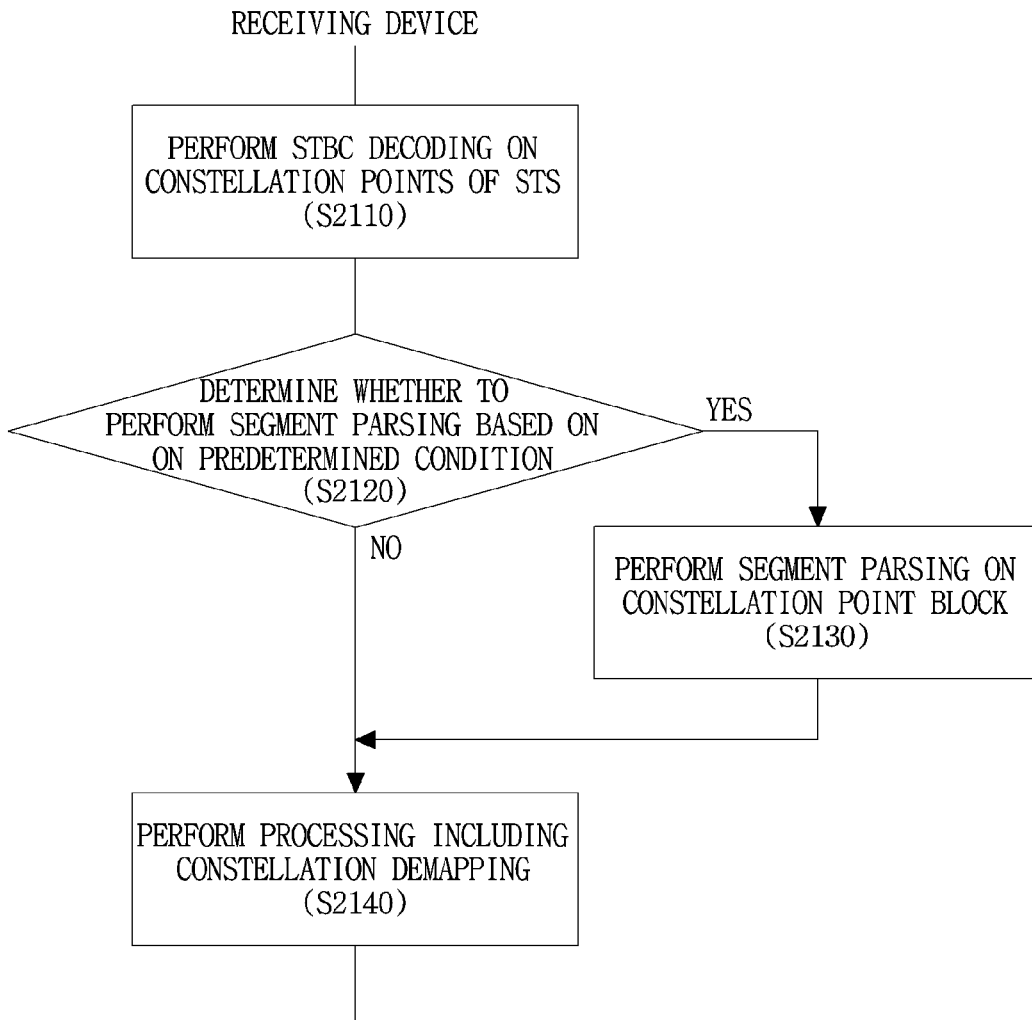 RECEIVING DEVICE
PERFORM STBC DECODING ON
CONSTELLATION POINTS OF STS
(S2110)
DETERMINE WHETHER TO
PERFORM SEGMENT PARSING BASED ON
ON PREDETERMINED CONDITION
(S2120)
YES
NO
PERFORM SEGMENT PARSING ON
CONSTELLATION POINT BLOCK
(S2130)
PERFORM PROCESSING INCLUDING
CONSTELLATION DEMAPPING
(S2140)